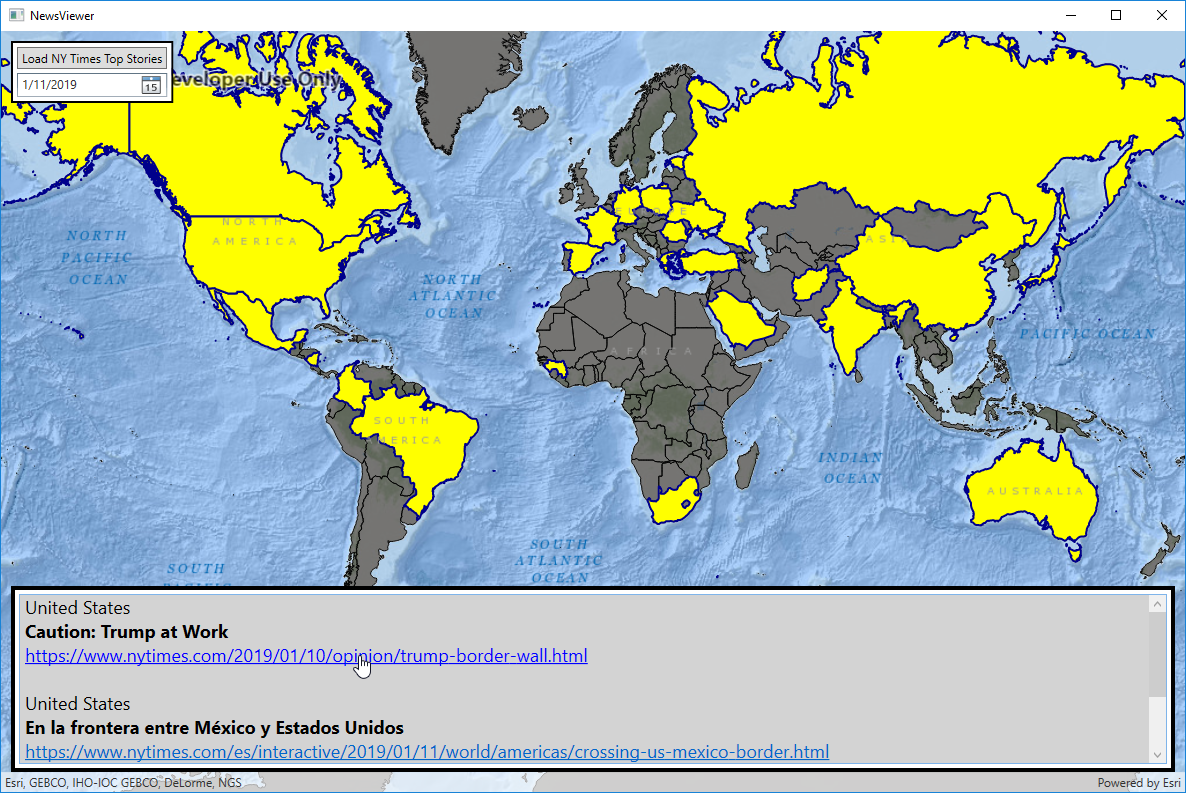 NewsViewer
Load NY Times Top Stories
eveloper Use Only
1/11/2019
15
NORTH
AMERICA
EUROPE
ASIA
NORTH
PACIFIC
OCEAN
NORTH
ATLANTIC
OCEAN
PACIFIC OCEAN
AFRICA
SOUTH
AMERICA
INDIAN
OCEAN
AUSTRALIA
SOUTH
ATLANTIC
OCEAN
SOUTH
PACIFIC
United States
Caution: Trump at Work
https://www.nytimes.com/2019/01/10/opinion/trump-border-wall.html
United States
En la frontera entre México y Estados Unidos
https://www.nytimes.com/es/interactive/2019/01/11/world/americas/crossing-us-mexico-border.html
Esri, GEBCO, IHO-IOC GEBCO, DeLorme, NGS
Powered by Esri